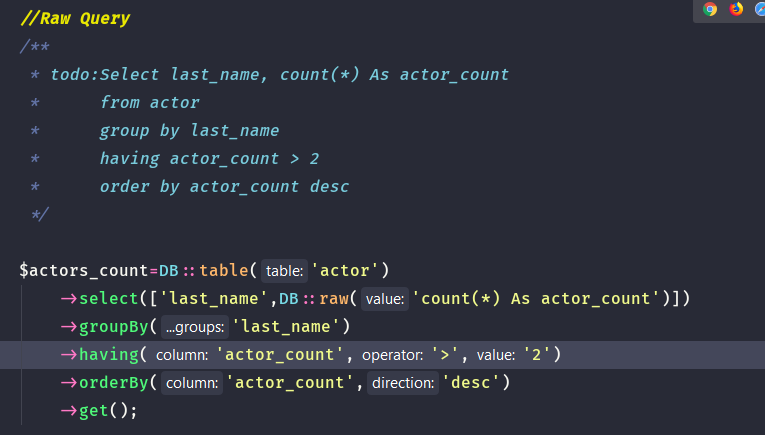 //Raw Query
/**
 * todo:Select last_name, count(*) As actor_count
 *      from actor
 *      group by last_name
 *      having actor_count > 2
 *      order by actor_count desc
 */
$actors_count=DB::table( table: 'actor')
    ->select(['last_name',DB::raw( value: 'count(*) As actor_count')])
    ->groupBy( ...groups: 'last_name')
    ->having( column: 'actor_count', operator: '>', value: '2')
    ->orderBy( column: 'actor_count', direction: 'desc')
    ->get();